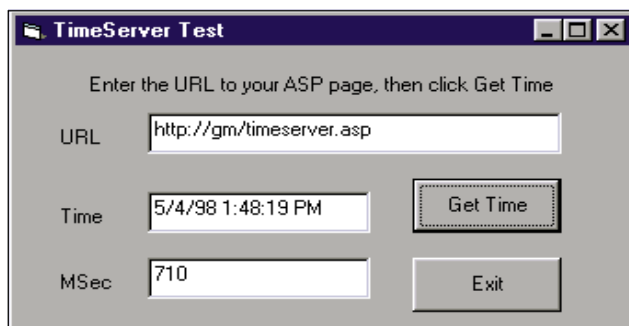 TimeServer Test
Enter the URL to your ASP page, then click Get Time
URL http://gm/timeserver.asp
Time 5/4/98 1:48:19 PM Get Time
MSec 710 Exit